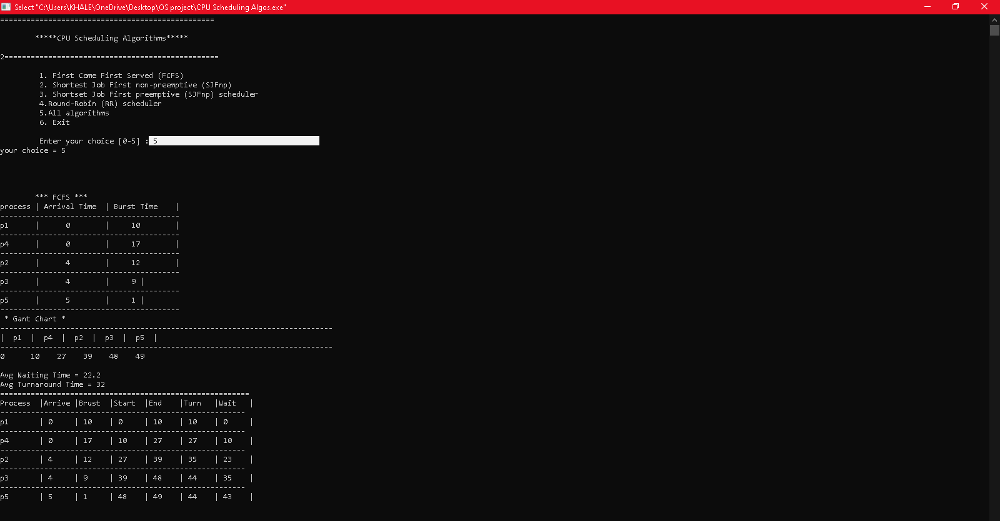 Select "C:\Users\KHALE\OneDrive\Desktop\OS project\CPU Scheduling Algos.exe"
=================================================
*****CPU Scheduling Algorithms*****
2=================================================
1. First Come First Served (FCFS)
2. Shortest Job First non-preemptive (SJFnp)
3. Shortset Job First preemptive (SJFnp) scheduler
4.Round-Robin (RR) scheduler
5.All algorithms
6. Exit
Enter your choice [0-5] : 5
your choice = 5
*** FCFS ***
process | Arrival Time | Burst Time |
-----------------------------------------
p1 | 0 | 10 |
-----------------------------------------
p4 | 0 | 17 |
-----------------------------------------
p2 | 4 | 12 |
-----------------------------------------
p3 | 4 | 9 |
-----------------------------------------
p5 | 5 | 1 |
-----------------------------------------
* Gant Chart *
----------------------------------------------------------------------------
| p1 | p4 | p2 | p3 | p5 |
----------------------------------------------------------------------------
0 10 27 39 48 49
Avg Waiting Time = 22.2
Avg Turnaround Time = 32
=========================================================
Process |Arrive |Brust |Start |End |Turn |Wait |
--------------------------------------------------------
p1 | 0 | 10 | 0 | 10 | 10 | 0 |
--------------------------------------------------------
p4 | 0 | 17 | 10 | 27 | 27 | 10 |
--------------------------------------------------------
p2 | 4 | 12 | 27 | 39 | 35 | 23 |
--------------------------------------------------------
p3 | 4 | 9 | 39 | 48 | 44 | 35 |
--------------------------------------------------------
p5 | 5 | 1 | 48 | 49 | 44 | 43 |